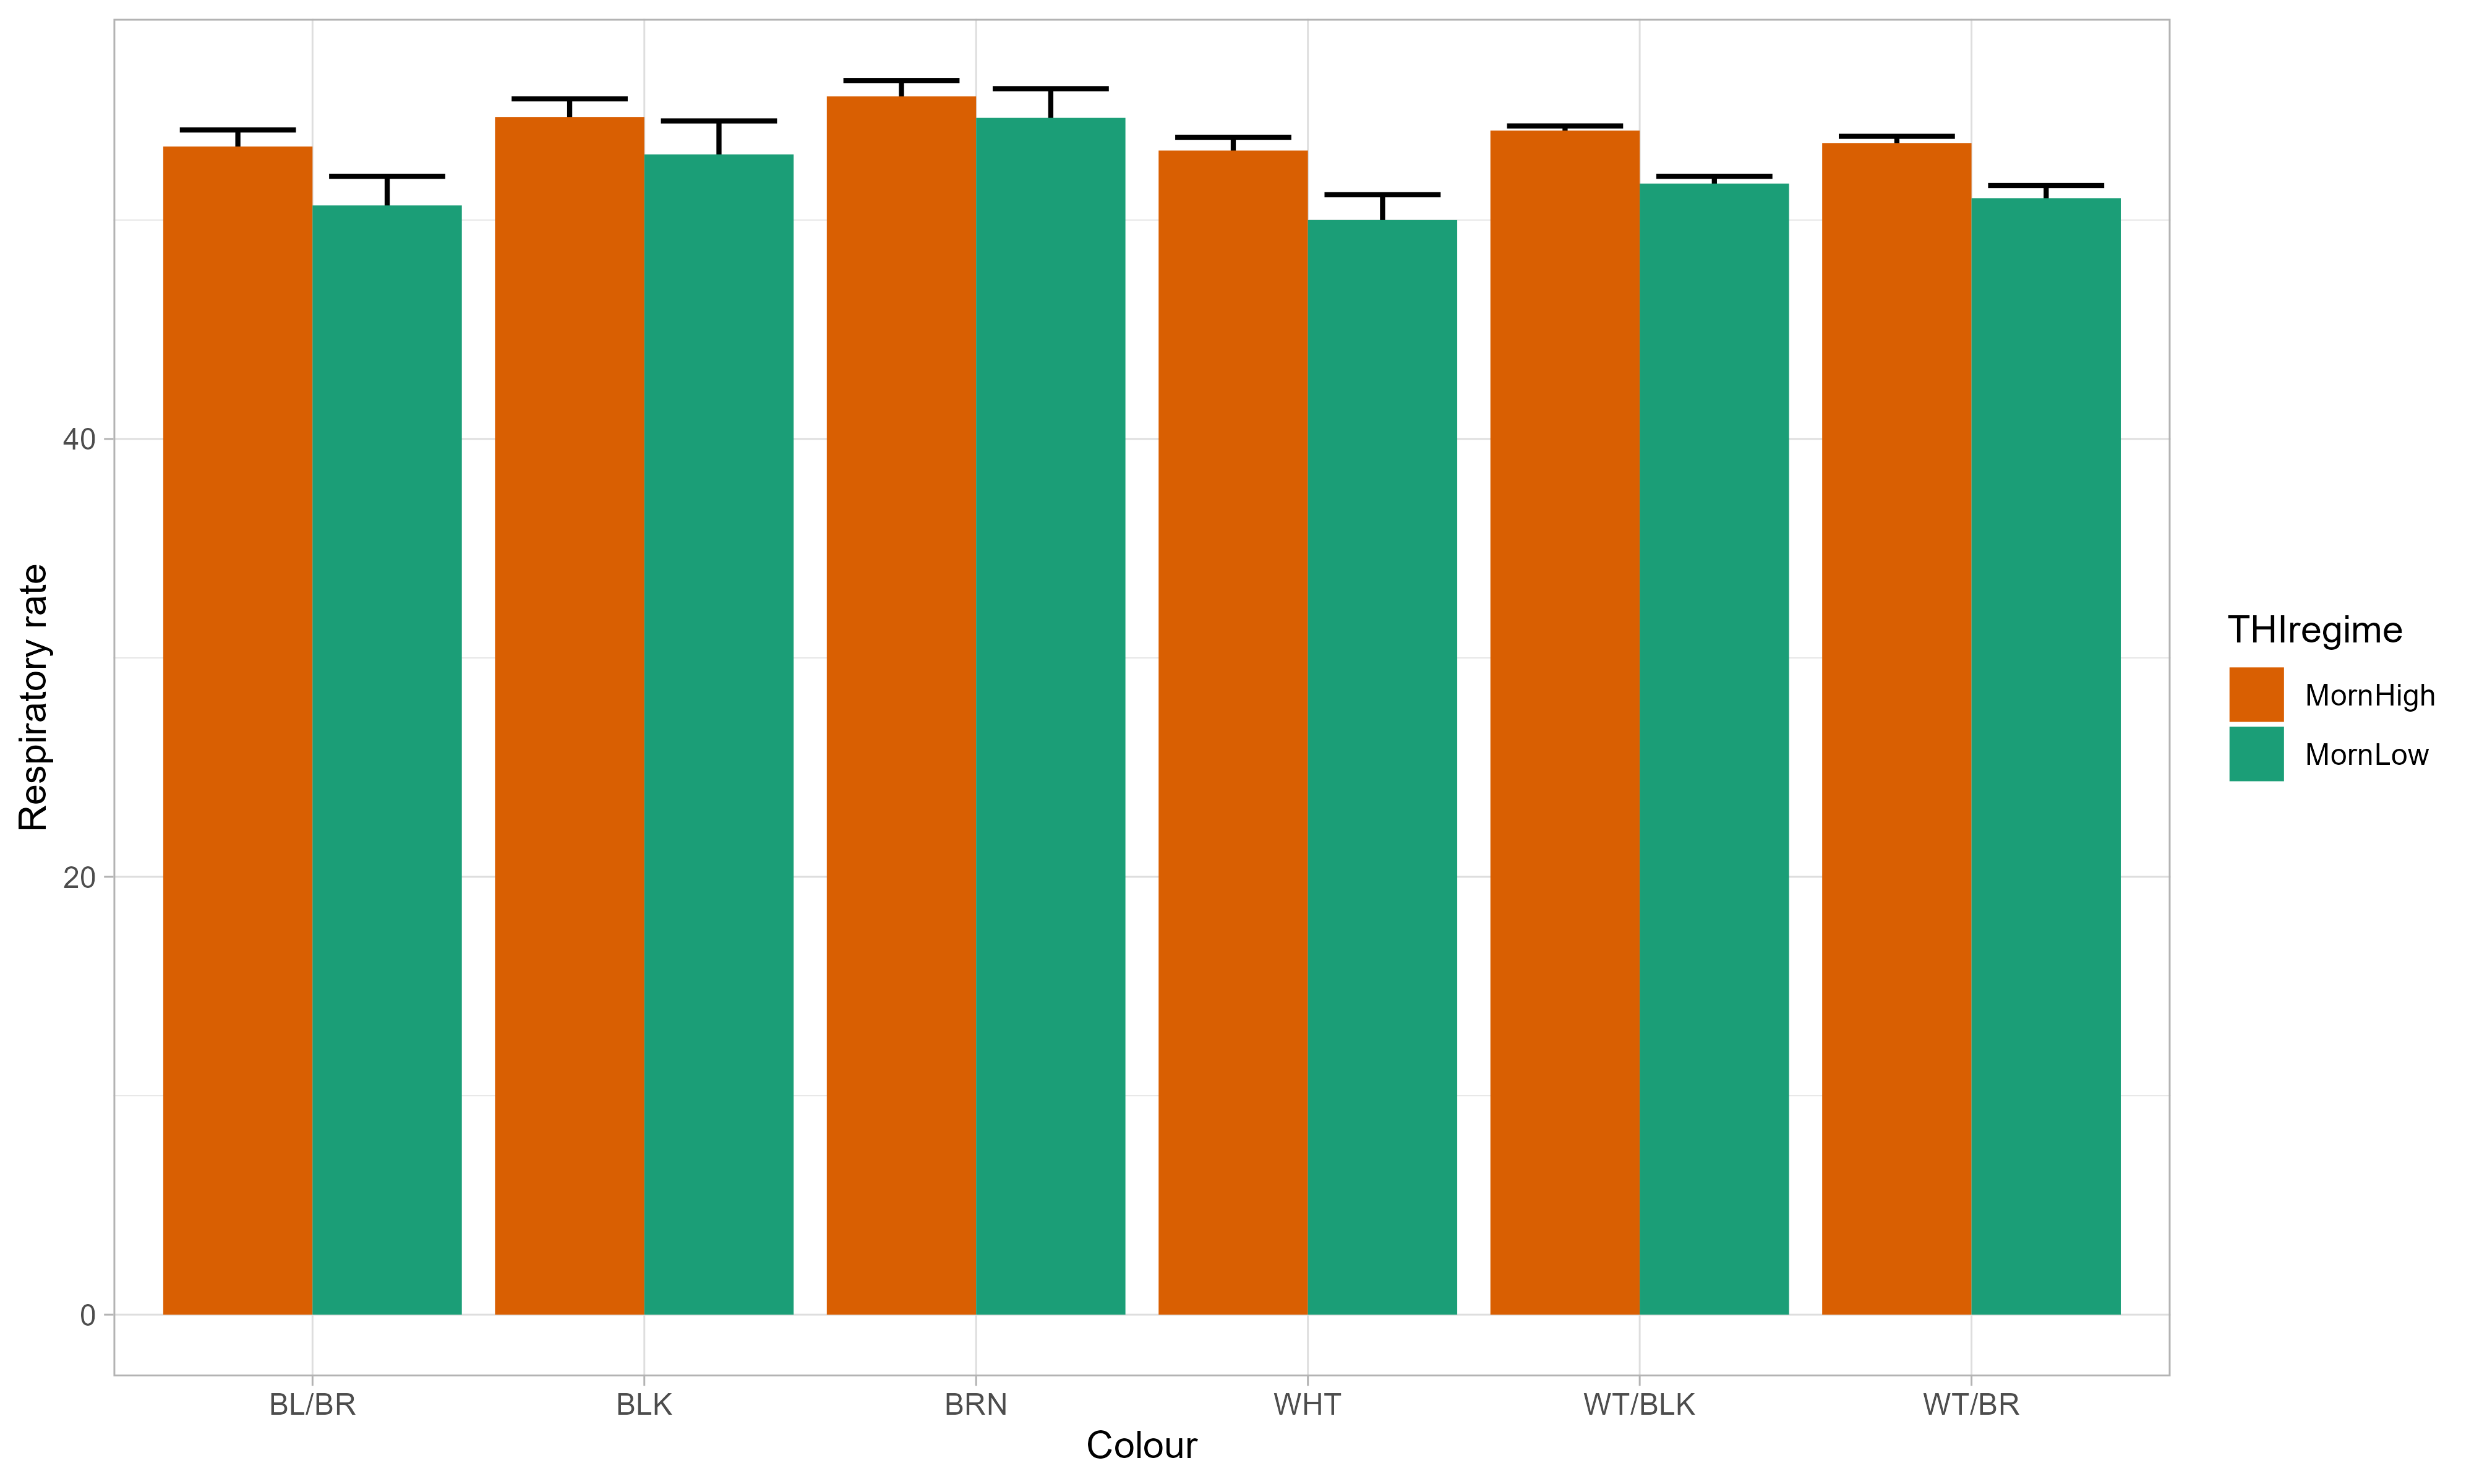 Respiratory rate
40
20
0
BL/BR BLK BRN WHT WT/BLK WT/BR
Colour
THIregime
MornHigh
MornLow